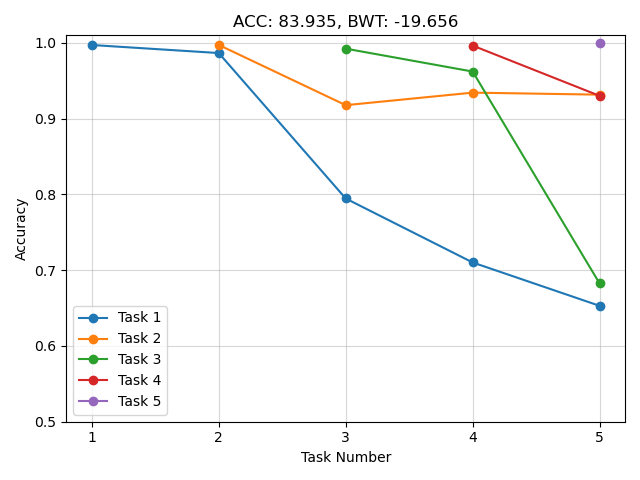 ACC: 83.935, BWT: -19.656
1.0
0.9
0.8
0.7
0.6
0.5
Accuracy
Task 1
Task 2
Task 3
Task 4
Task 5
1 2 3 4 5
Task Number